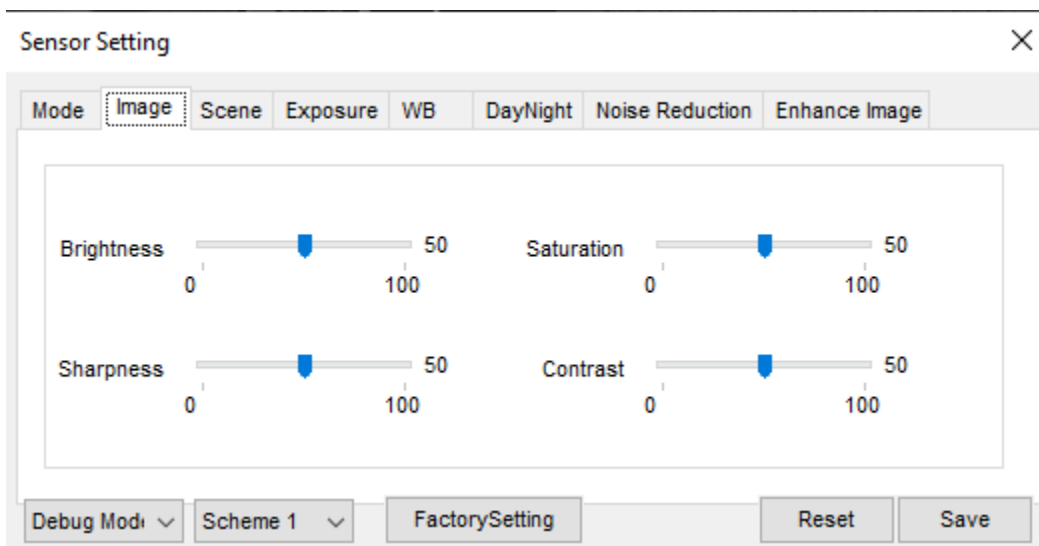 Sensor Setting
Mode Image Scene Exposure WB DayNight Noise Reduction Enhance Image
Brightness 50 Saturation 50
0 100 0 100
Sharpness 50 Contrast 50
0 100 0 100
Debug Mod Scheme 1 FactorySetting Reset Save